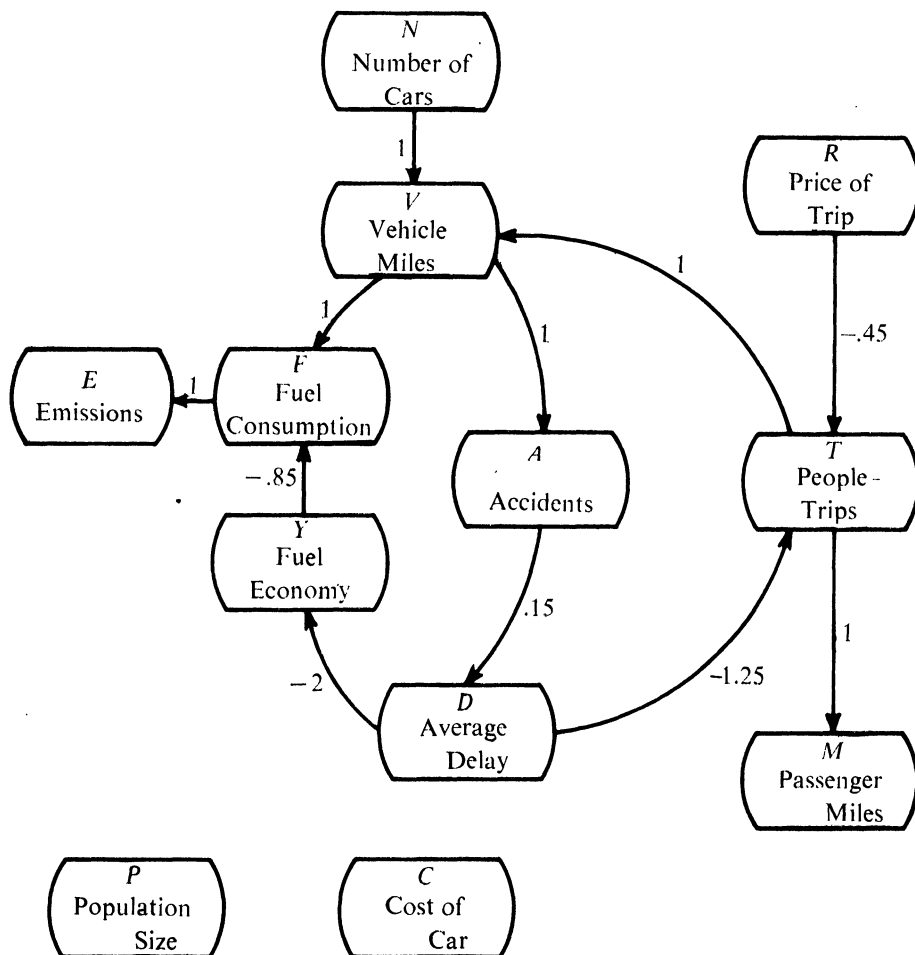 N
Number of
Cars
1
R
Price of
Trip
V
Vehicle
Miles
1
1
1
-.45
E
Emissions
1
F
Fuel
Consumption
A
Accidents
T
People-
Trips
-.85
Y
Fuel
Economy
.15
1
-2
-1.25
D
Average
Delay
M
Passenger
Miles
P
Population
Size
C
Cost of
Car